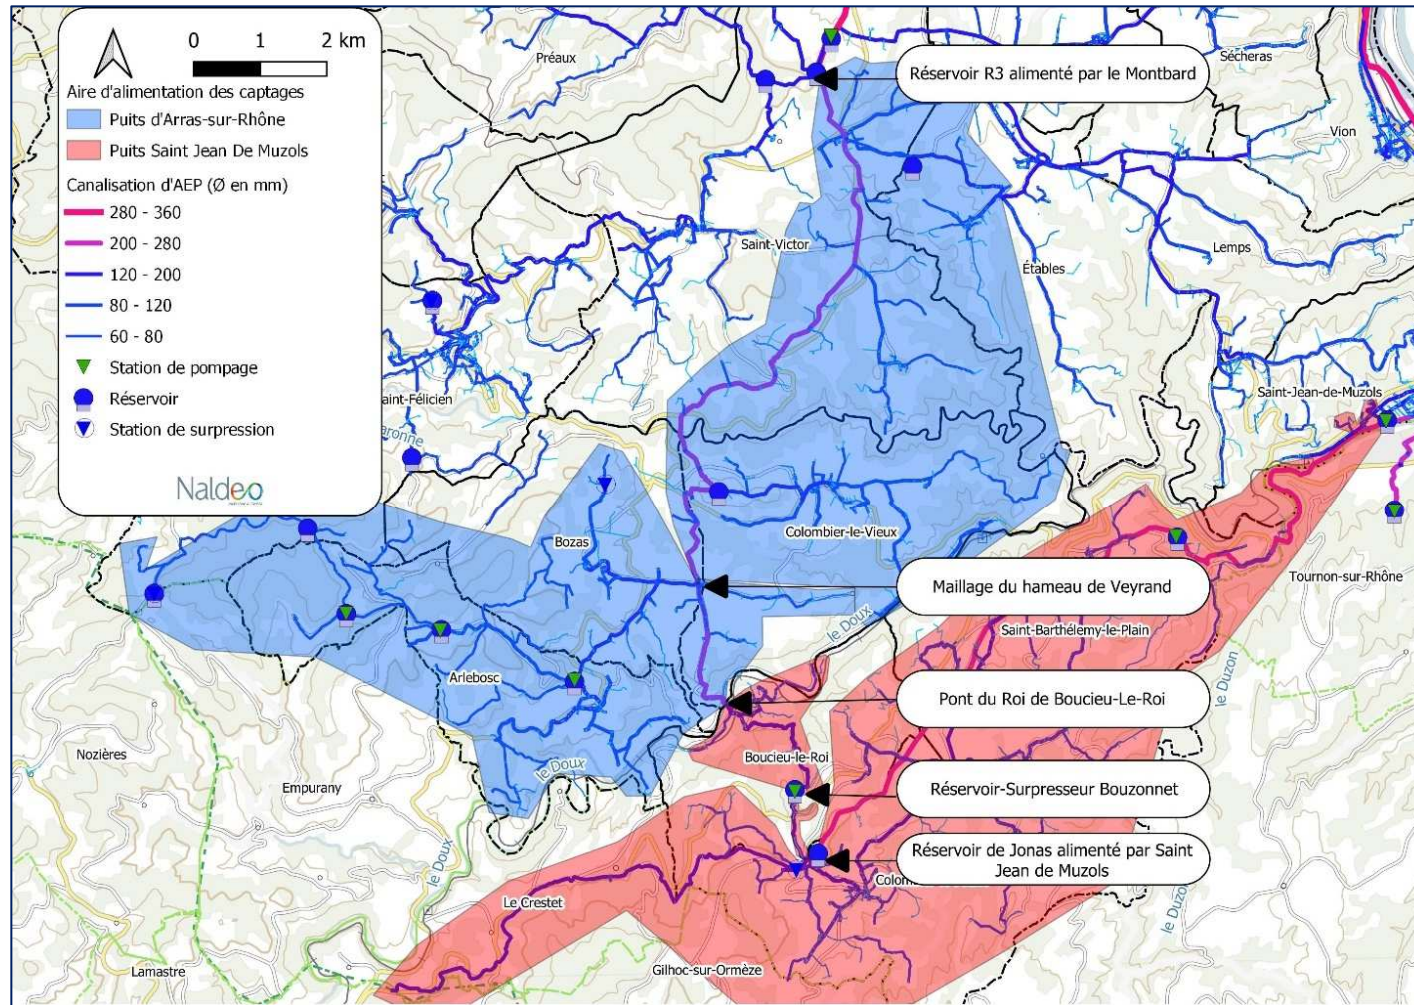 0 1 2 km
Aire d'alimentation des captages
Puits d'Arras-sur-Rhône
Puits Saint Jean De Muzols
Canalisation d'AEP (Ø en mm)
280 - 360
200 - 280
120 - 200
80 - 120
60 - 80
Station de pompage
Réservoir
Station de surpression
Naldeo
Préaux
Sécheras
Réservoir R3 alimenté par le Montbard
Vion
Saint-Victor
Lemps
Étables
aint-Félicien
Saint-Jean-de-Muzols
aronne
Bozas
Colombier-le-Vieux
Maillage du hameau de Veyrand
Tournon-sur-Rhône
le Doux
Saint-Barthélemy-le-Plain
Arlebosc
Pont du Roi de Boucieu-Le-Roi
le Duzon
Nozières
Boucieu-le-Roi
le Doux
Empurany
Réservoir-Surpresseur Bouzonnet
le Doux
Réservoir de Jonas alimenté par Saint
Jean de Muzols
Colom
le Duzo
Le Crestet
Lamastre
Gilhoc-sur-Ormèze